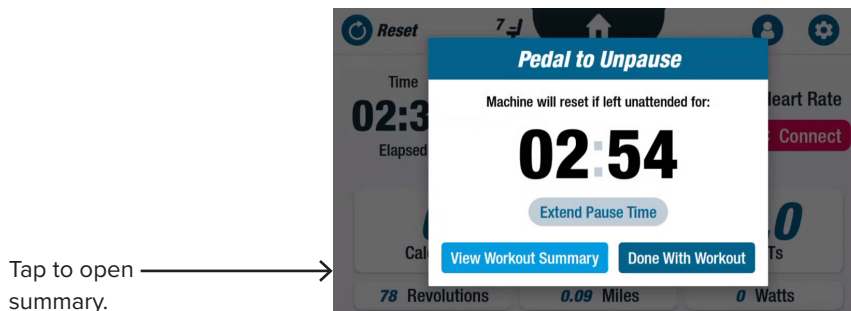 Reset
7
Pedal to Unpause
Time
Machine will reset if left unattended for:
Heart Rate
02:3
02:54
Connect
Elapsed
Extend Pause Time
.0
Cal
View Workout Summary
Done With Workout
Ts
Tap to open
summary.
78 Revolutions
0.09 Miles
0 Watts